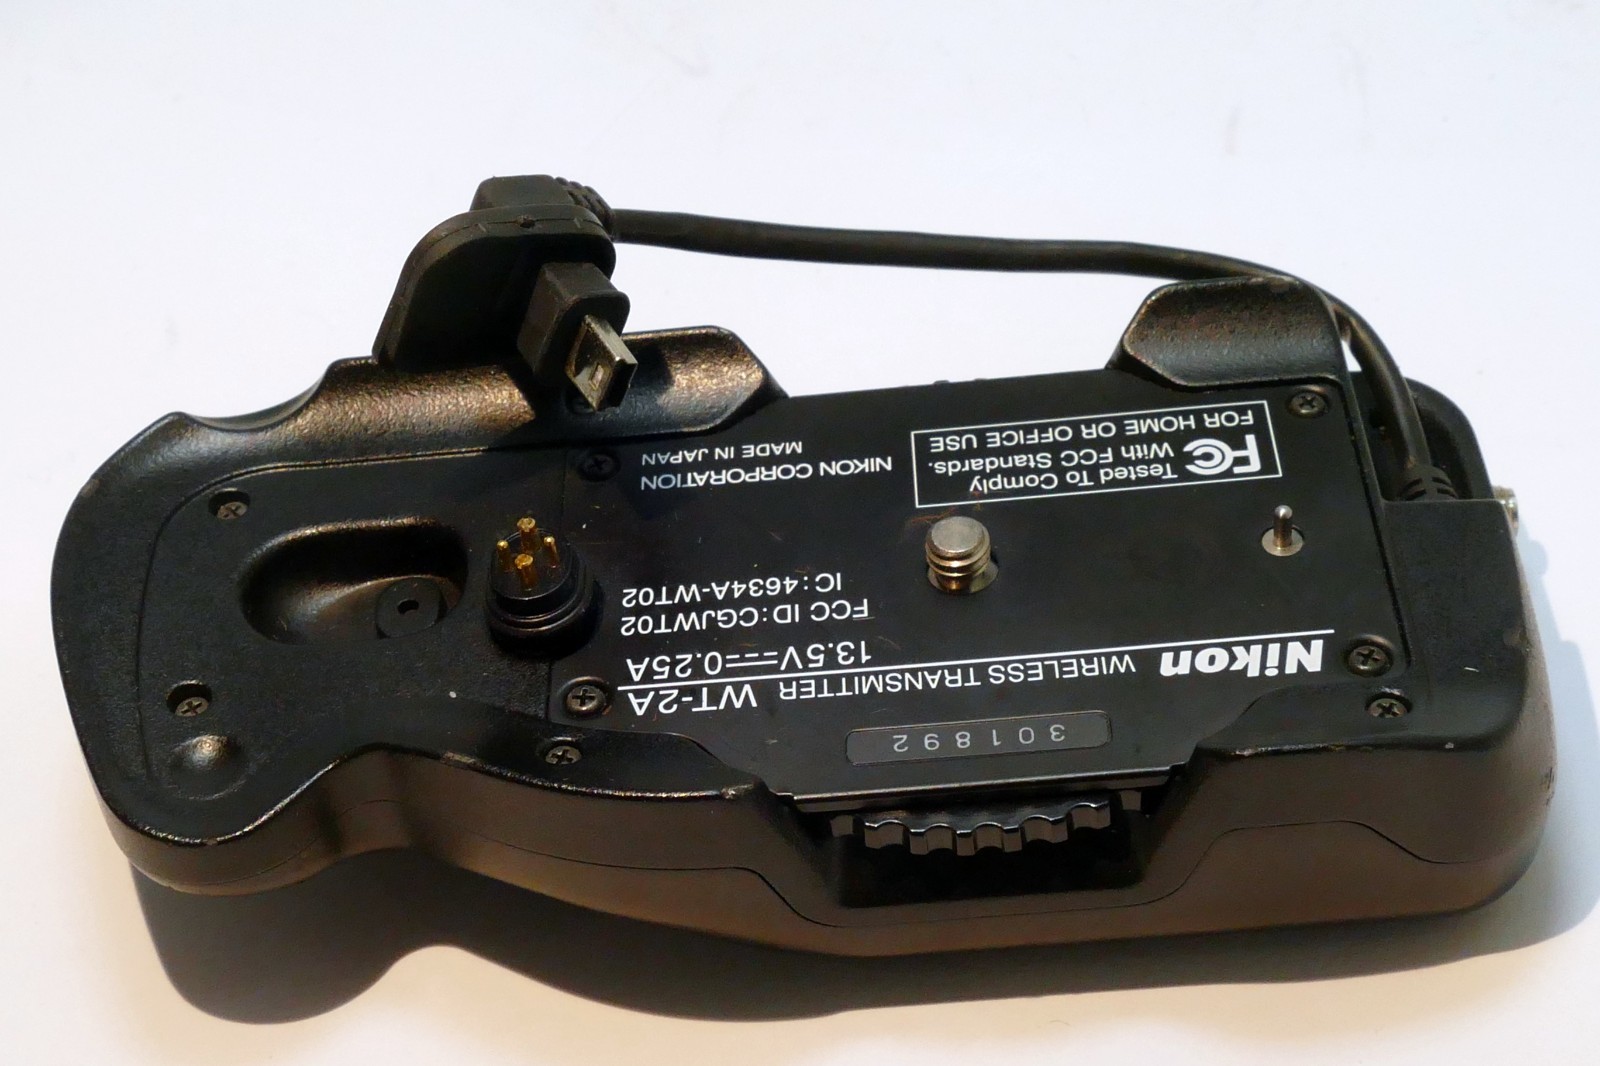 301892
Nikon WIRELESS TRANSMITTER WT-2A
13.5V⎓0.25A
FCC ID:CGJWT02
IC:4634A-WT02
FC Tested To Comply
With FCC Standards.
FOR HOME OR OFFICE USE
NIKON CORPORATION
MADE IN JAPAN